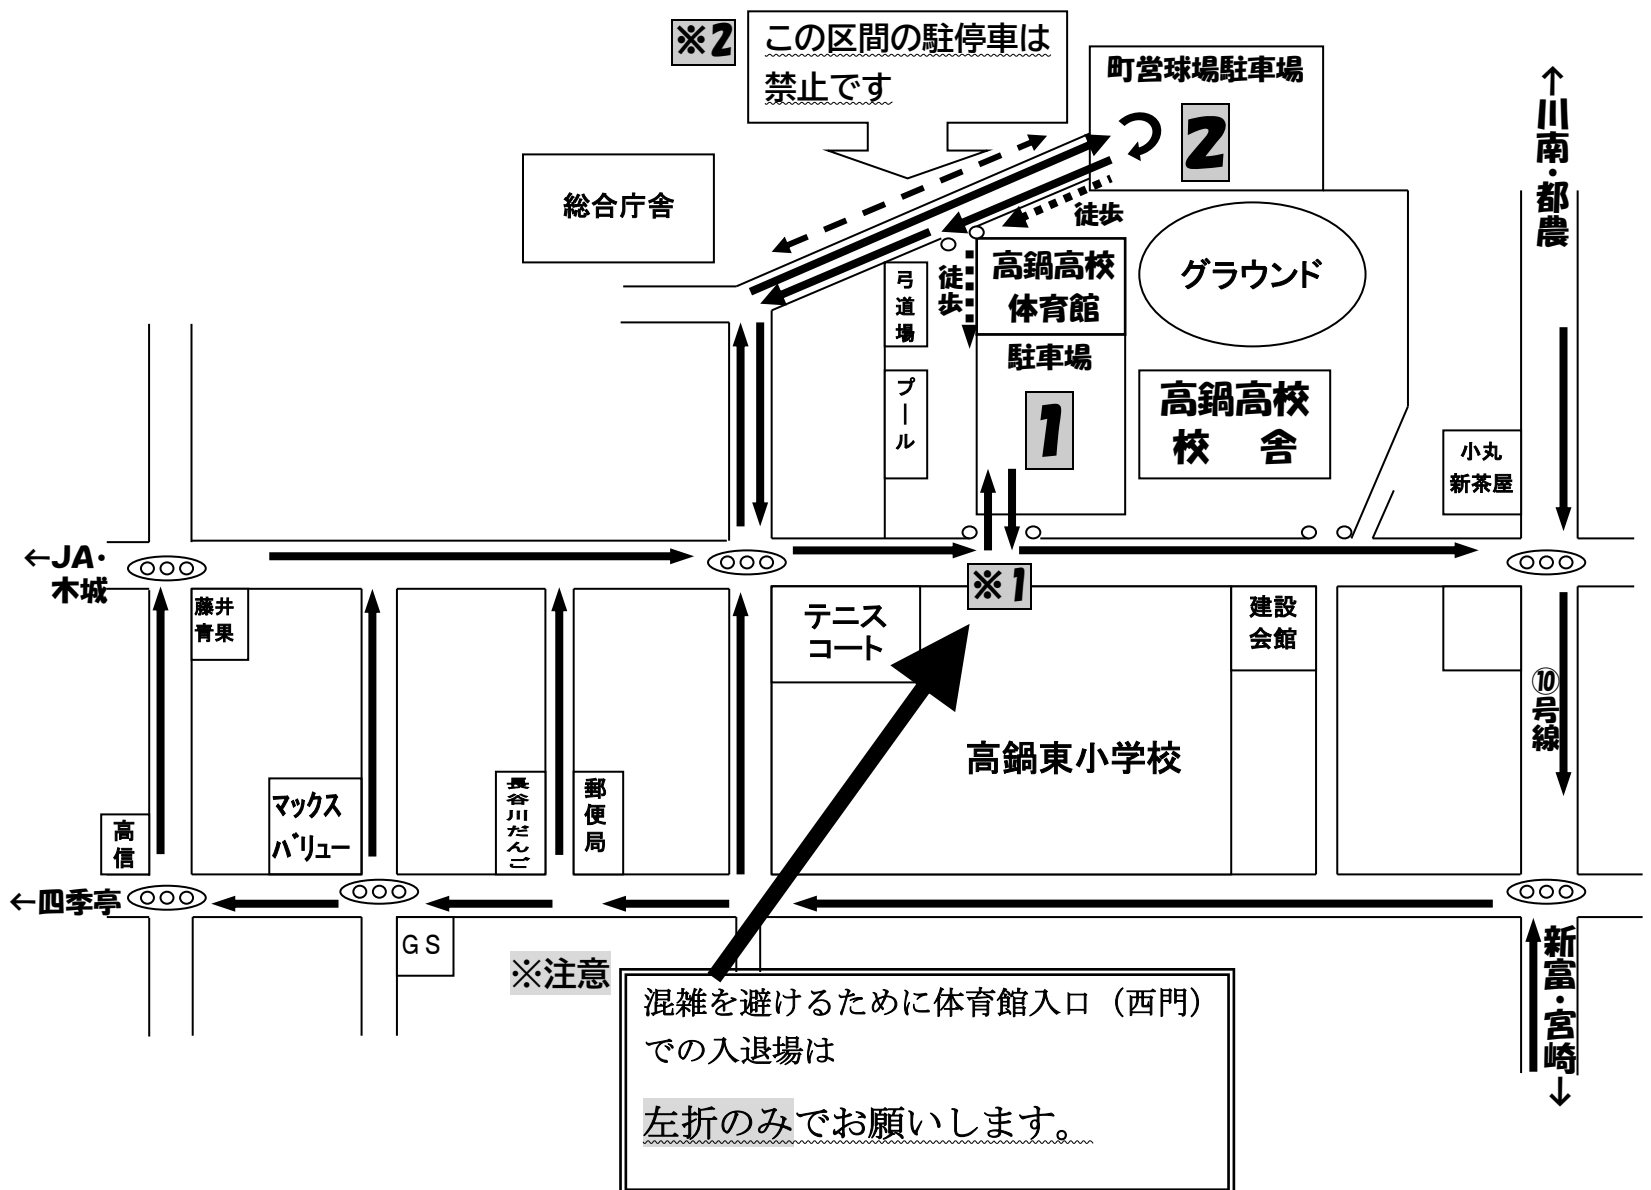 ※2
この区間の駐停車は
禁止です
町営球場駐車場
2
↑川南・都農
総合庁舎
徒歩
徒歩
高鍋高校
体育館
グラウンド
弓道場
駐車場
1
プール
高鍋高校
校 舎
小丸
新茶屋
←JA・
木城
※1
藤井
青果
テニス
コート
建設
会館
⑩号線
高鍋東小学校
高信
マックス
バリュー
長谷川だんご
郵便局
←四季亭
GS
新富・宮崎↓
※注意
混雑を避けるために体育館入口（西門）
での入退場は
左折のみでお願いします。